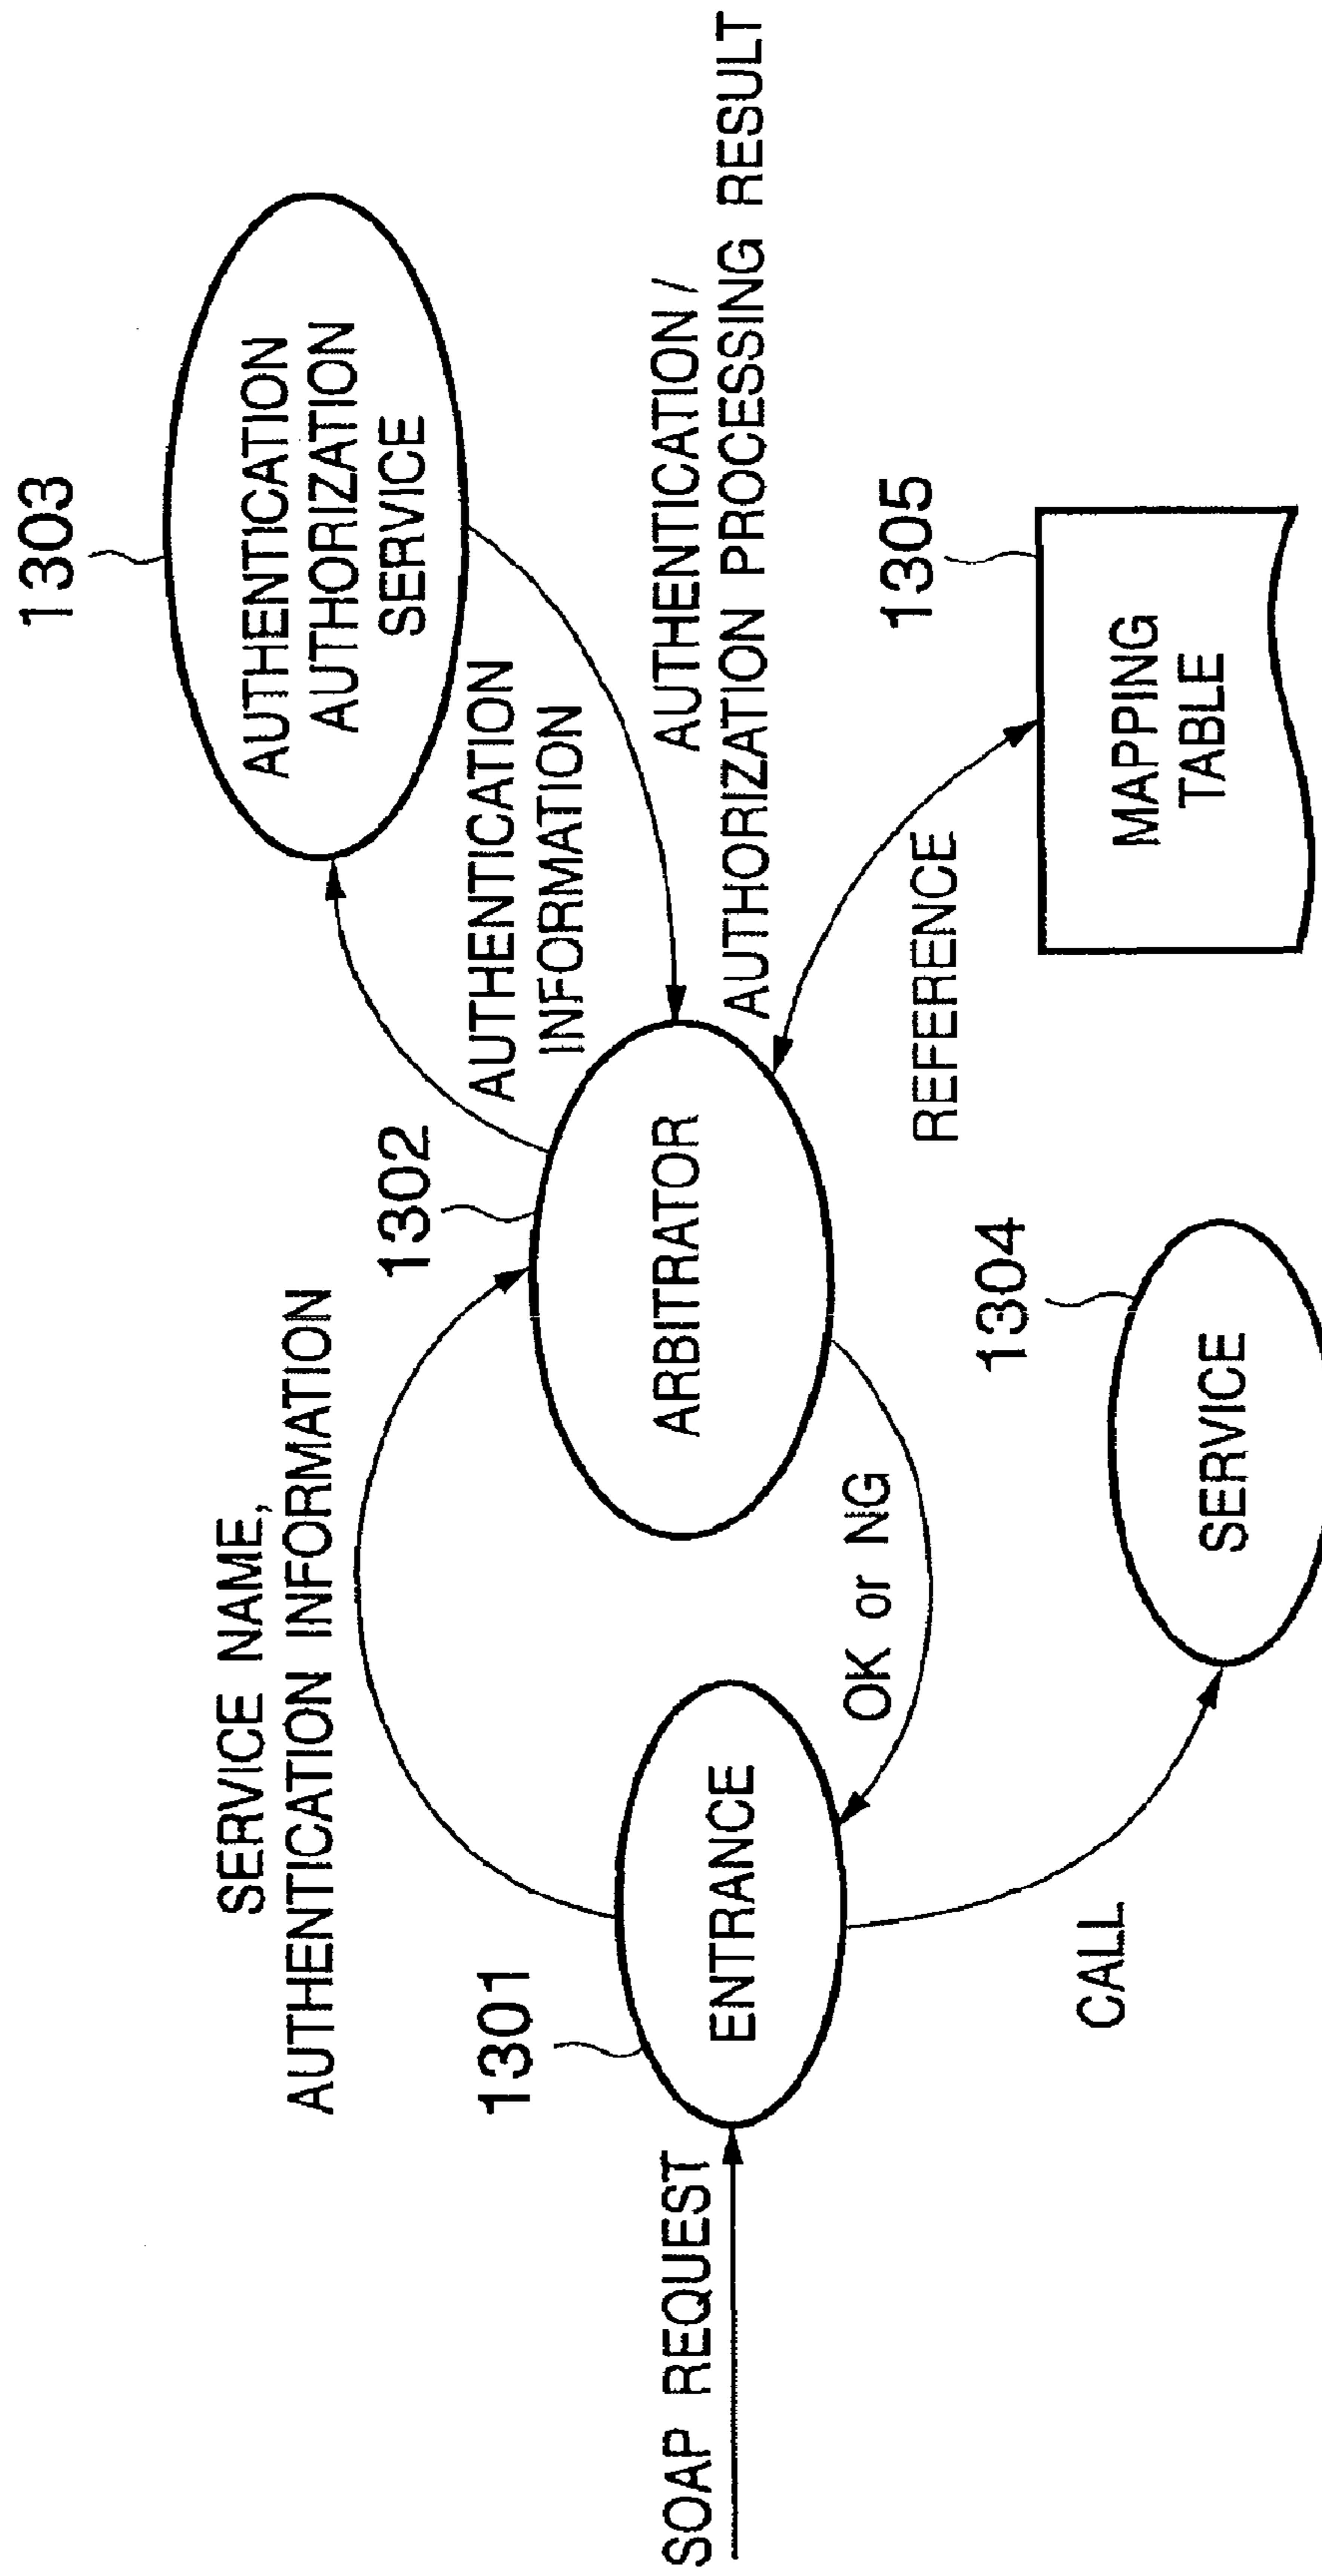 1303
AUTHENTICATION
AUTHORIZATION
SERVICE
SERVICE NAME,
AUTHENTICATION INFORMATION
1302
AUTHENTICATION
INFORMATION
1301
SOAP REQUEST
ENTRANCE
ARBITRATOR
AUTHENTICATION /
AUTHORIZATION PROCESSING RESULT
OK or NG
REFERENCE
1305
MAPPING
TABLE
1304
CALL
SERVICE